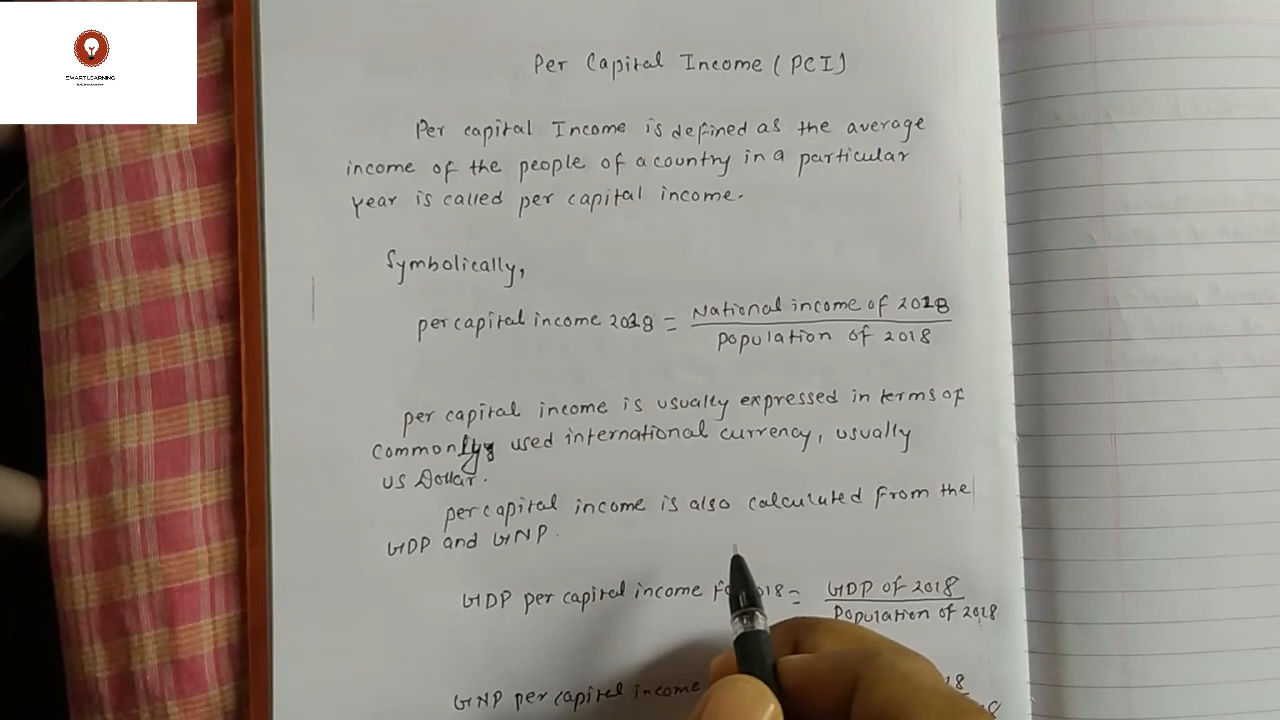 SMART LEARNING
Per Capital Income (PCI)
Per capital Income is defined as the average
income of the people of a country in a particular
year is called per capital income.
Symbolically,
per capital income 2018 = National income of 2018
population of 2018
per capital income is usually expressed in terms of
commonly used international currency, usually
US Dollar.
per capital income is also calculated from the
GDP and GNP.
GDP per capital income 2018 = GDP of 2018
Population of 2018
GNP per capital income